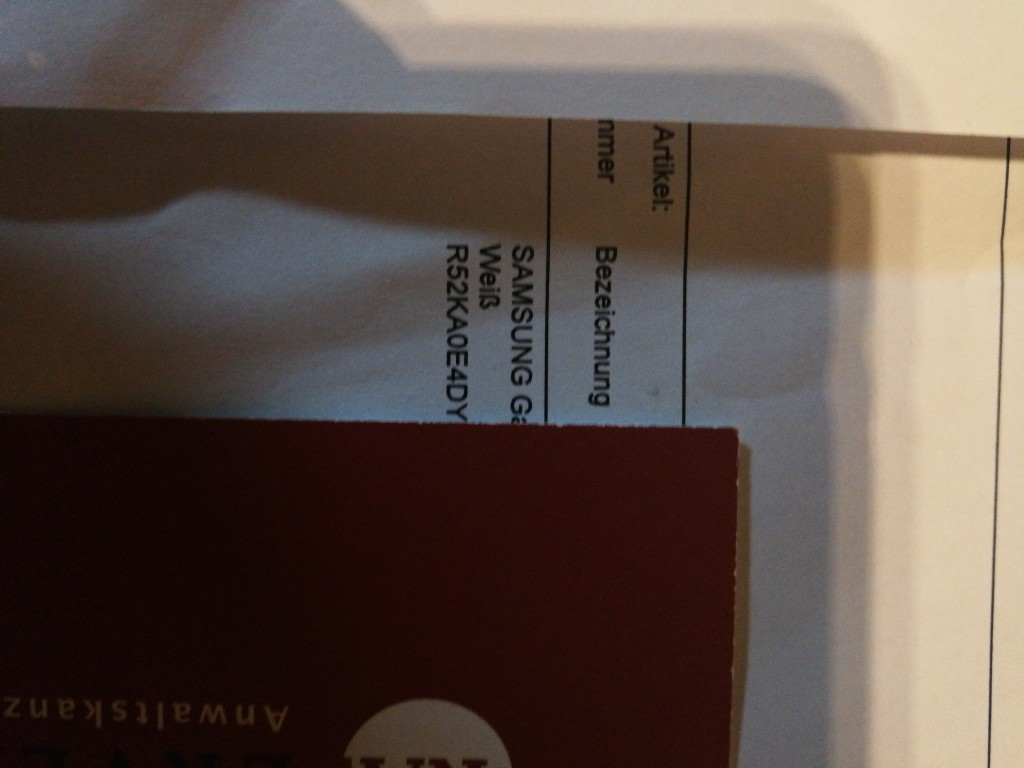 Artikel:
nmer Bezeichnung
SAMSUNG Ga
Weiß
R52KA0E4DY
Anwaltskanz